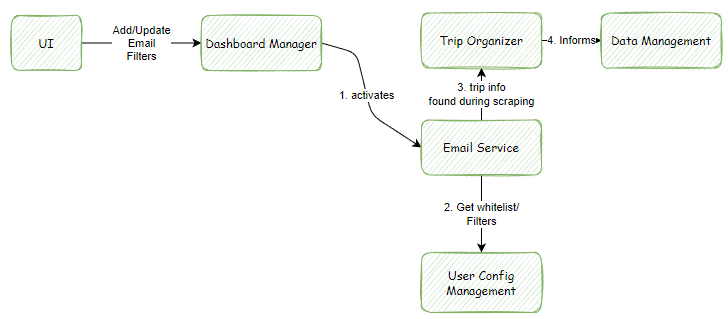 UI
Add/Update
Email
Filters
Dashboard Manager
1. activates
Trip Organizer
4. Informs
Data Management
3. trip info
found during scraping
Email Service
2. Get whitelist/
Filters
User Config
Management